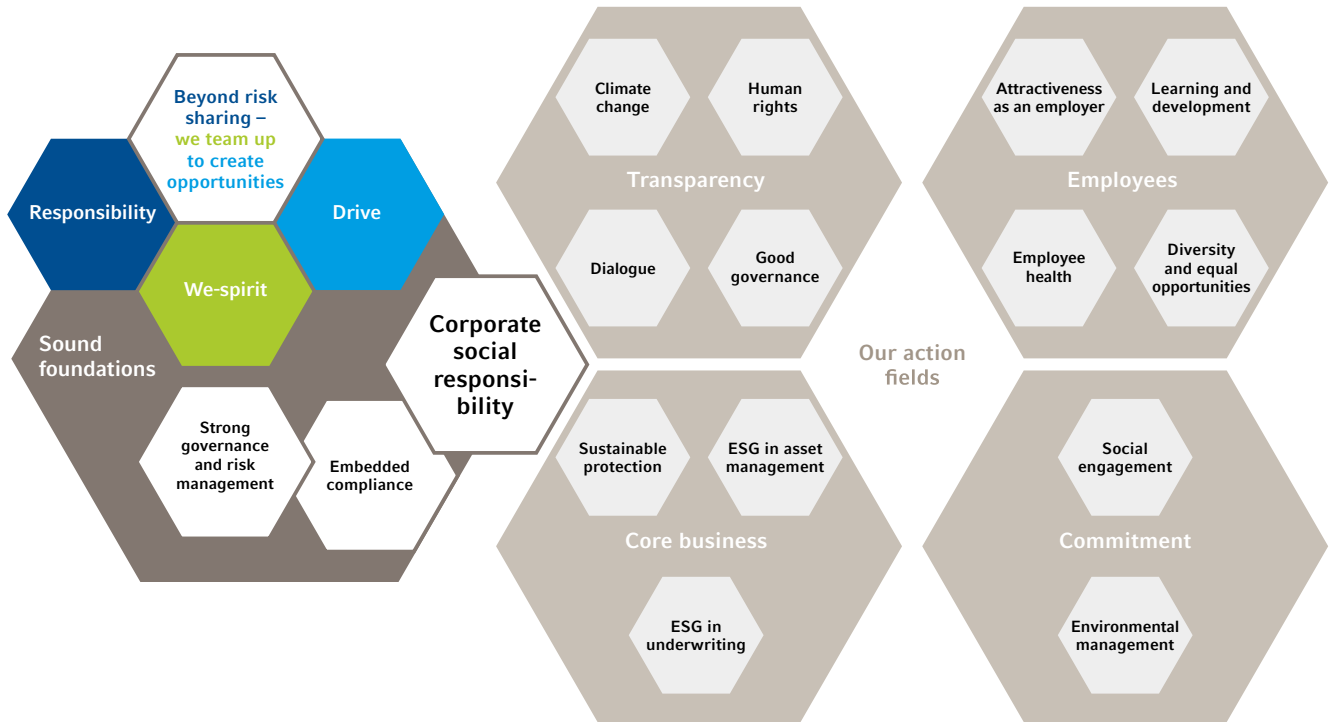 Beyond risk
sharing –
we team up
to create
opportunities
Responsibility
Drive
We-spirit
Sound
foundations
Corporate
social
responsi-
bility
Strong
governance
and risk
management
Embedded
compliance
Climate
change
Human
rights
Transparency
Dialogue
Good
governance
Attractiveness
as an employer
Learning and
development
Employees
Employee
health
Diversity
and equal
opportunities
Our action
fields
Sustainable
protection
ESG in asset
management
Core business
ESG in
underwriting
Social
engagement
Commitment
Environmental
management